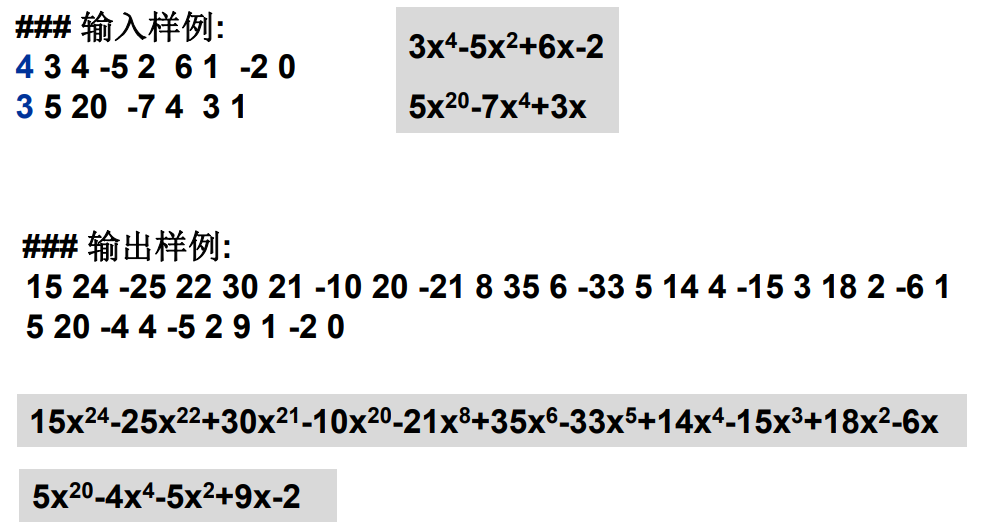 ### 输入样例:
4 3 4 -5 2 6 1 -2 0
3 5 20 -7 4 3 1
3x⁴-5x²+6x-2
5x²⁰-7x⁴+3x
### 输出样例:
15 24 -25 22 30 21 -10 20 -21 8 35 6 -33 5 14 4 -15 3 18 2 -6 1
5 20 -4 4 -5 2 9 1 -2 0
15x²⁴-25x²²+30x²¹-10x²⁰-21x⁸+35x⁶-33x⁵+14x⁴-15x³+18x²-6x
5x²⁰-4x⁴-5x²+9x-2